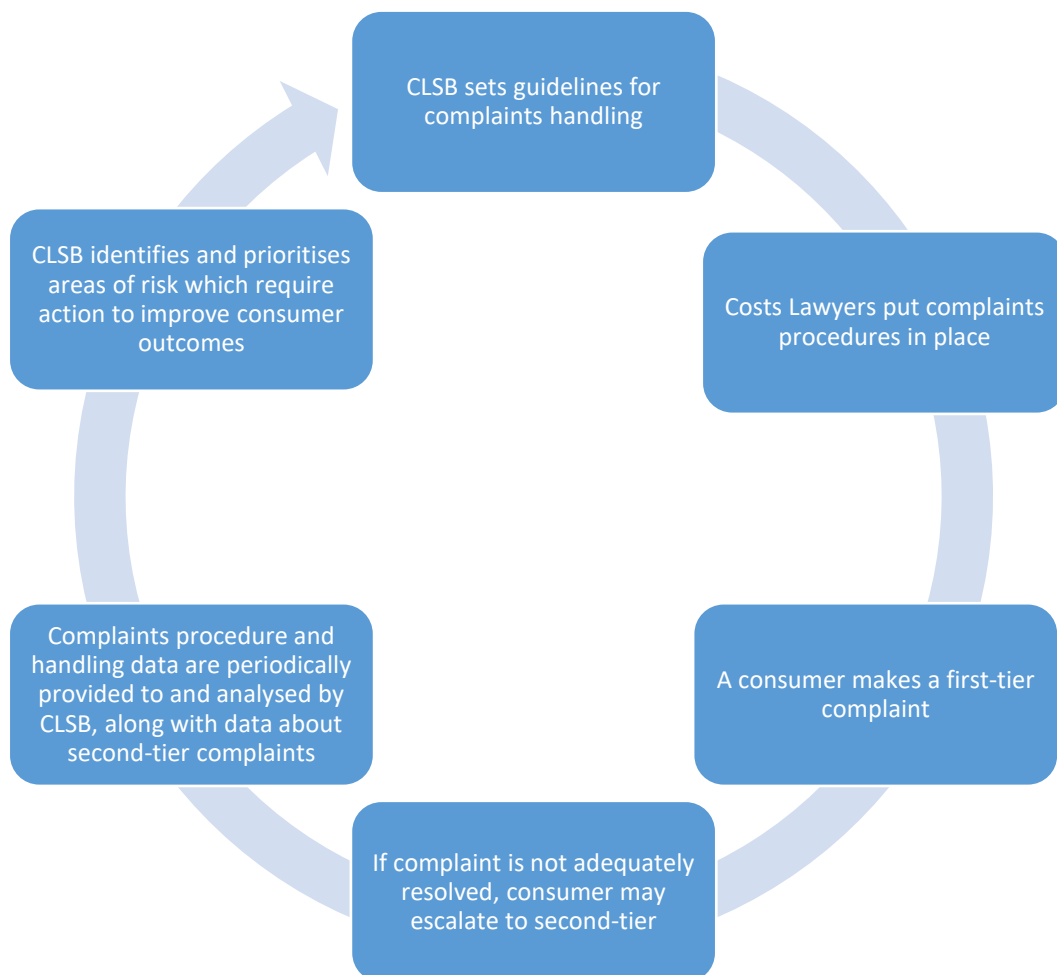 CLSB sets guidelines for
complaints handling
Costs Lawyers put complaints
procedures in place
A consumer makes a first-tier
complaint
If complaint is not adequately
resolved, consumer may
escalate to second-tier
Complaints procedure and
handling data are periodically
provided to and analysed by
CLSB, along with data about
second-tier complaints
CLSB identifies and prioritises
areas of risk which require
action to improve consumer
outcomes